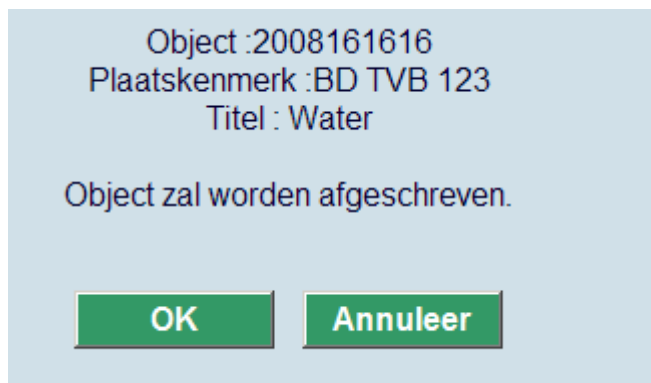 Object :2008161616
Plaatskenmerk :BD TVB 123
Titel : Water
Object zal worden afgeschreven.
OK
Annuleer